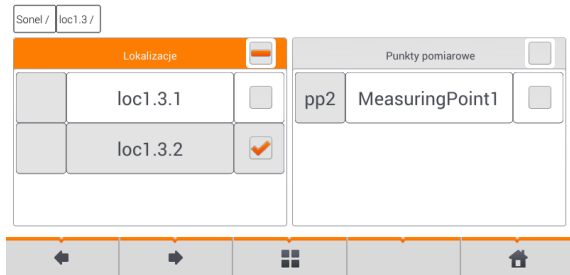 Sonel / loc1.3 /
Lokalizacje
Punkty pomiarowe
loc1.3.1
pp2 MeasuringPoint1
loc1.3.2